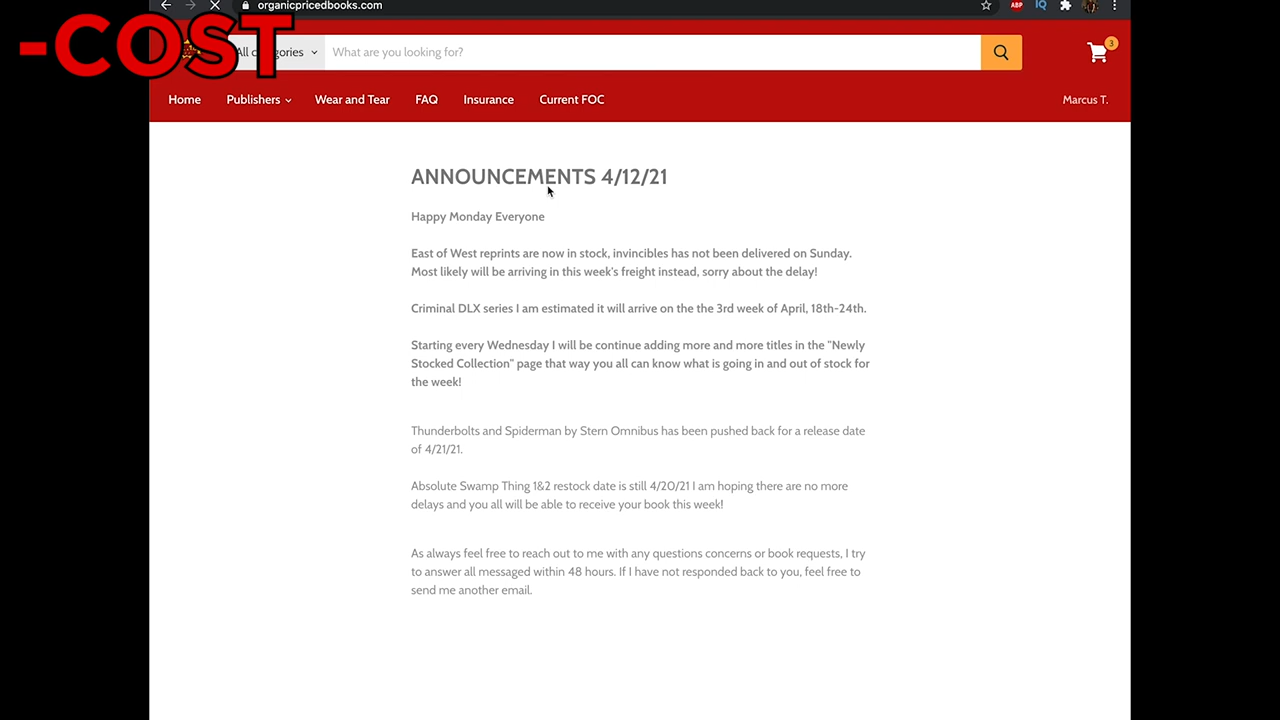 organicpricedbooks.com
-COST
What are you looking for?
3
Home
Publishers
Wear and Tear
FAQ
Insurance
Current FOC
Marcus T.
ANNOUNCEMENTS 4/12/21
Happy Monday Everyone
East of West reprints are now in stock, invincibles has not been delivered on Sunday.
Most likely will be arriving in this week's freight instead, sorry about the delay!
Criminal DLX series I am estimated it will arrive on the the 3rd week of April, 18th-24th.
Starting every Wednesday I will be continue adding more and more titles in the "Newly
Stocked Collection" page that way you all can know what is going in and out of stock for
the week!
Thunderbolts and Spiderman by Stern Omnibus has been pushed back for a release date
of 4/21/21.
Absolute Swamp Thing 1&2 restock date is still 4/20/21 I am hoping there are no more
delays and you all will be able to receive your book this week!
As always feel free to reach out to me with any questions concerns or book requests, I try
to answer all messaged within 48 hours. If I have not responded back to you, feel free to
send me another email.